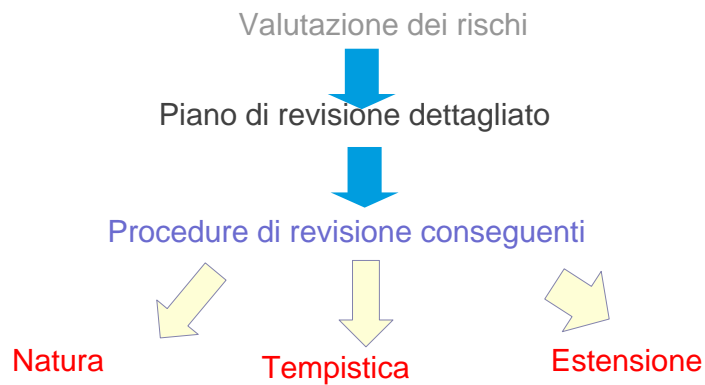 Valutazione dei rischi
Piano di revisione dettagliato
Procedure di revisione conseguenti
Natura
Tempistica
Estensione